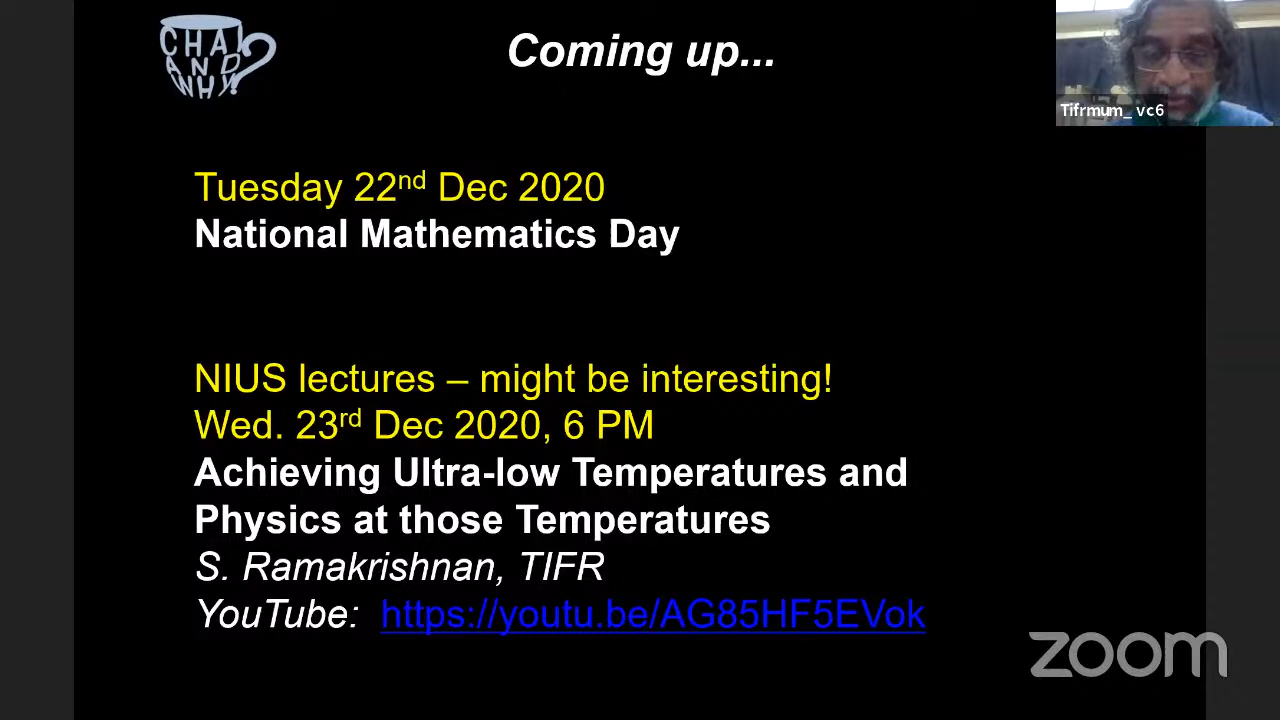 CHAI
AND
WHY?
Coming up...
Tifrmum_ vc6
Tuesday 22nd Dec 2020
National Mathematics Day
NIUS lectures – might be interesting!
Wed. 23rd Dec 2020, 6 PM
Achieving Ultra-low Temperatures and
Physics at those Temperatures
S. Ramakrishnan, TIFR
YouTube: https://youtu.be/AG85HF5EVok
zoom